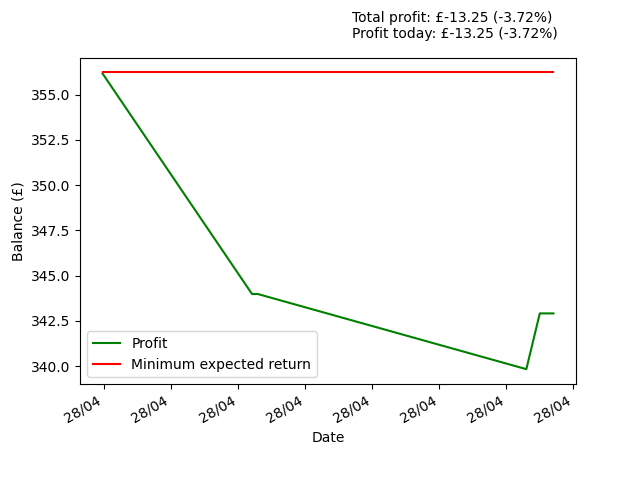 Total profit: £-13.25 (-3.72%)
Profit today: £-13.25 (-3.72%)
355.0
352.5
350.0
347.5
345.0
342.5
340.0
Balance (£)
Profit
Minimum expected return
28/04
28/04
28/04
28/04
28/04
28/04
28/04
28/04
Date